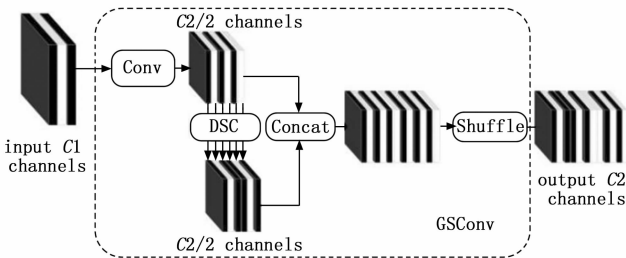 C2/2 channels
Conv
DSC
Concat
Shuffle
input C1
channels
output C2
channels
C2/2 channels
GSConv